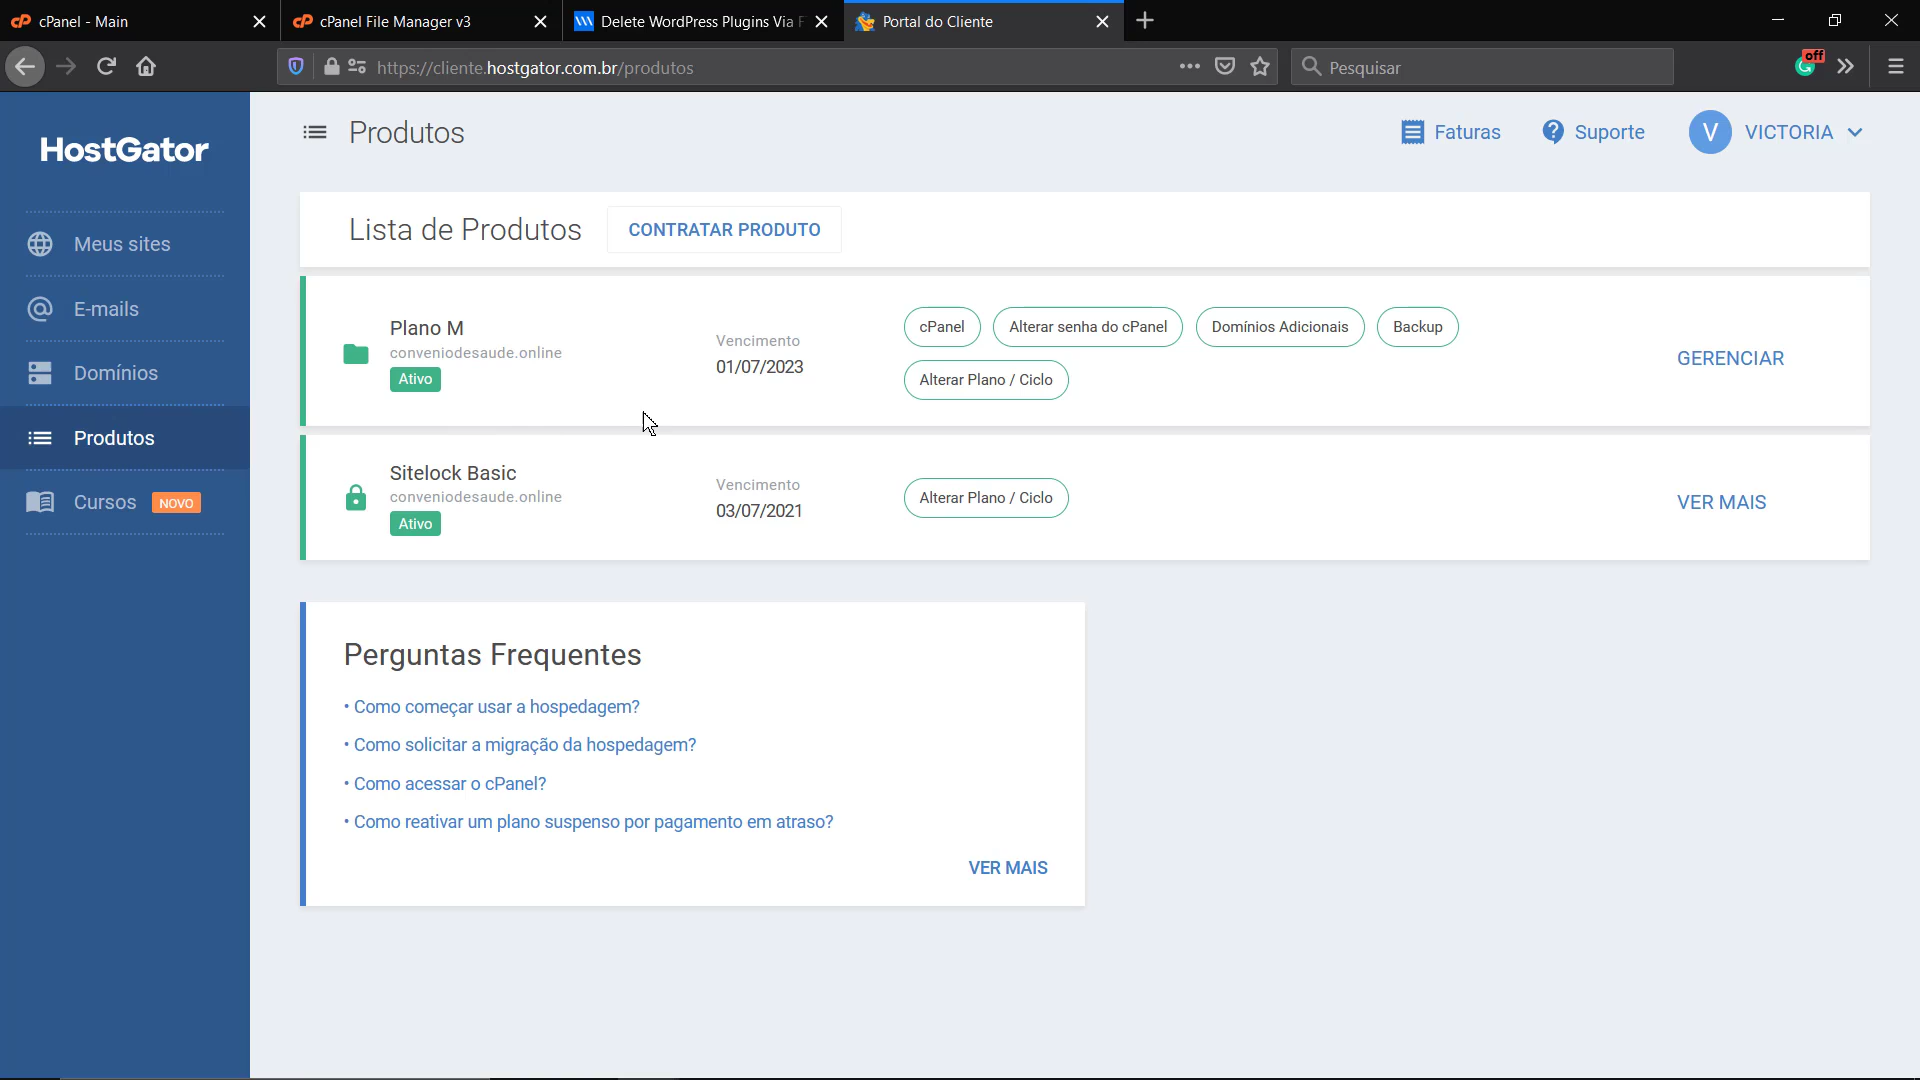 cPanel - Main
cPanel File Manager v3
Delete WordPress Plugins Via F
Portal do Cliente
https://cliente.hostgator.com.br/produtos
Pesquisar
off
HostGator
Produtos
Faturas
Suporte
V
VICTORIA
Meus sites
E-mails
Domínios
Produtos
Cursos NOVO
Lista de Produtos
CONTRATAR PRODUTO
Plano M
conveniodesaude.online
Ativo
Vencimento
01/07/2023
cPanel
Alterar senha do cPanel
Domínios Adicionais
Backup
Alterar Plano / Ciclo
GERENCIAR
Sitelock Basic
conveniodesaude.online
Ativo
Vencimento
03/07/2021
Alterar Plano / Ciclo
VER MAIS
Perguntas Frequentes
• Como começar usar a hospedagem?
• Como solicitar a migração da hospedagem?
• Como acessar o cPanel?
• Como reativar um plano suspenso por pagamento em atraso?
VER MAIS